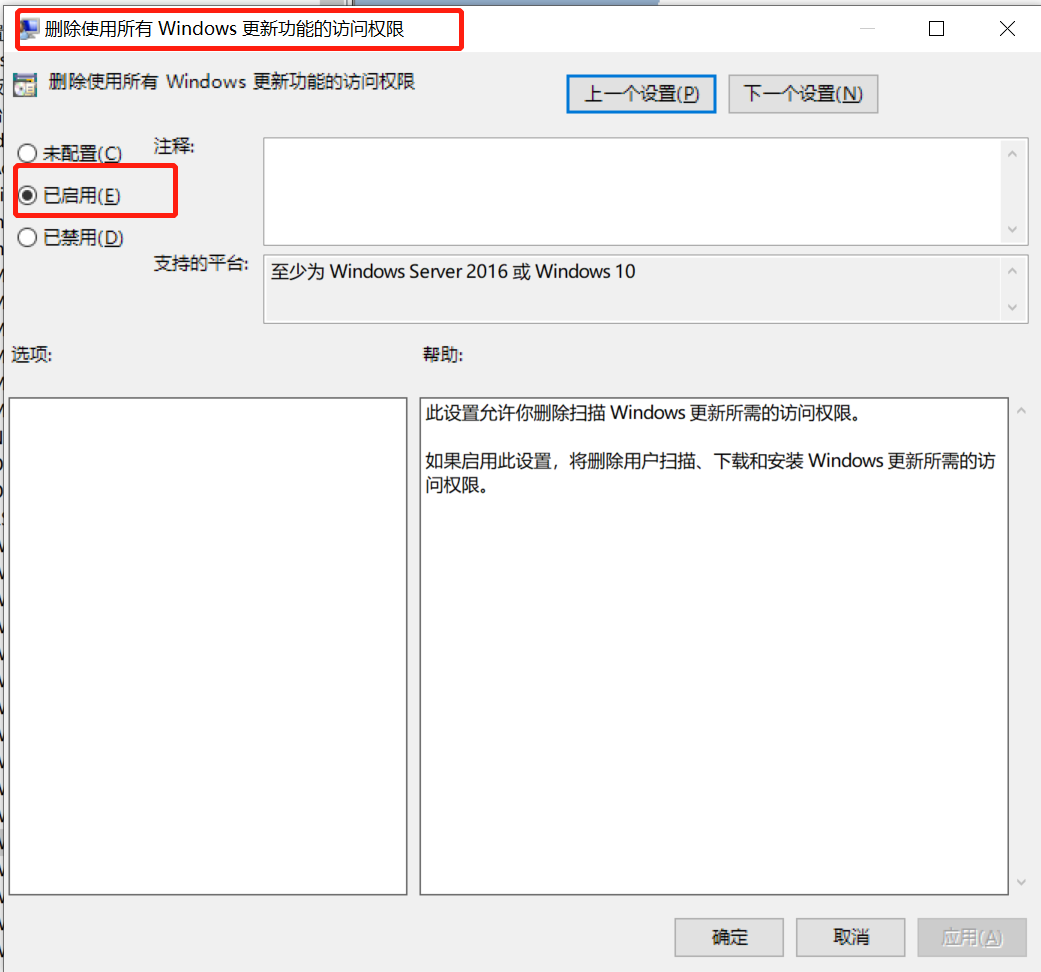 删除使用所有 Windows 更新功能的访问权限
删除使用所有 Windows 更新功能的访问权限
上一个设置(P)
下一个设置(N)
未配置(C)
注释:
已启用(E)
已禁用(D)
支持的平台:
至少为 Windows Server 2016 或 Windows 10
选项:
帮助:
此设置允许你删除扫描 Windows 更新所需的访问权限。
如果启用此设置，将删除用户扫描、下载和安装 Windows 更新所需的访
问权限。
确定
取消
应用(A)